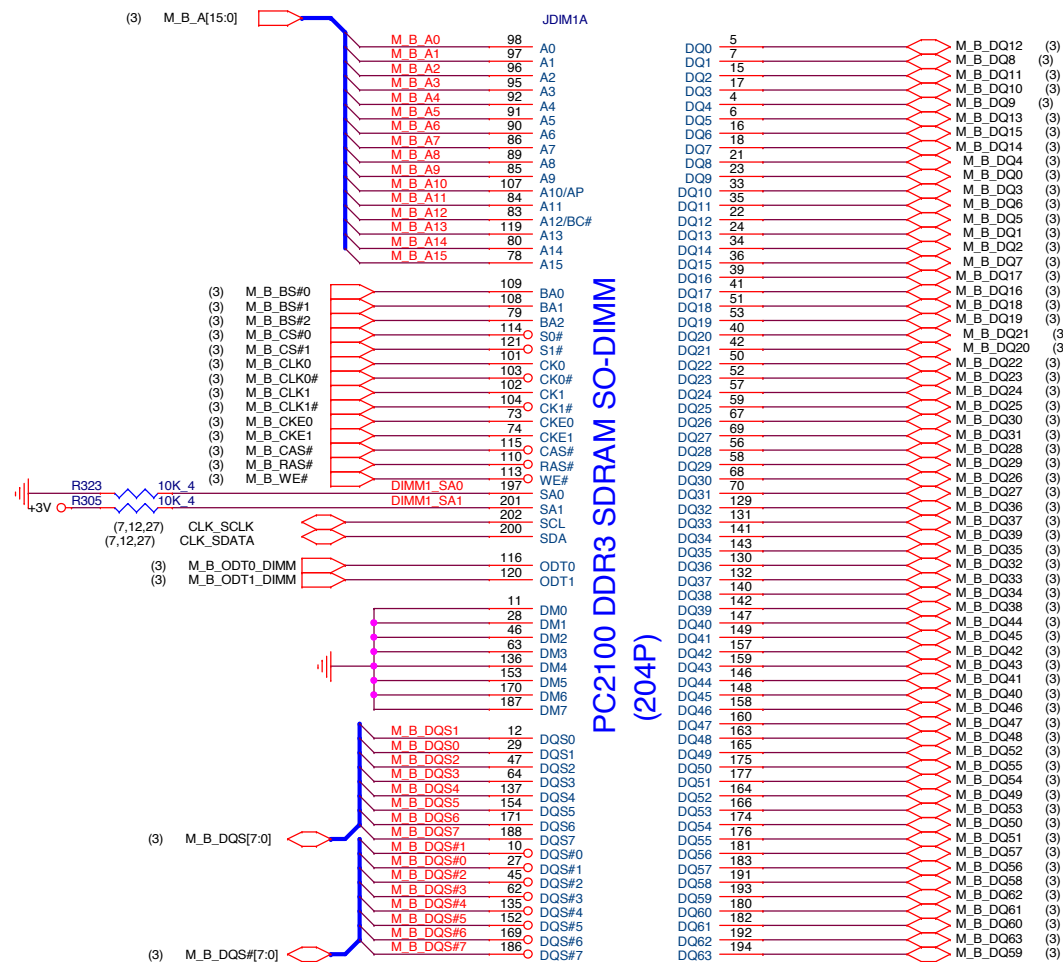 (3) M_B_A[15:0]
JDIM1A
M_B_A0 98 A0
M_B_A1 97 A1
M_B_A2 96 A2
M_B_A3 95 A3
M_B_A4 92 A4
M_B_A5 91 A5
M_B_A6 90 A6
M_B_A7 86 A7
M_B_A8 89 A8
M_B_A9 85 A9
M_B_A10 107 A10/AP
M_B_A11 84 A11
M_B_A12 83 A12/BC#
M_B_A13 119 A13
M_B_A14 80 A14
M_B_A15 78 A15
(3) M_B_BS#0 109 BA0
(3) M_B_BS#1 108 BA1
(3) M_B_BS#2 79 BA2
(3) M_B_CS#0 114 S0#
(3) M_B_CS#1 121 S1#
(3) M_B_CLK0 101 CK0
(3) M_B_CLK0# 103 CK0#
(3) M_B_CLK1 102 CK1
(3) M_B_CLK1# 104 CK1#
(3) M_B_CKE0 73 CKE0
(3) M_B_CKE1 74 CKE1
(3) M_B_CAS# 115 CAS#
(3) M_B_RAS# 110 RAS#
(3) M_B_WE# 113 WE#
R323 10K_4 DIMM1_SA0 197 SA0
+3V R305 10K_4 DIMM1_SA1 201 SA1
(7,12,27) CLK_SCLK 202 SCL
(7,12,27) CLK_SDATA 200 SDA
(3) M_B_ODT0_DIMM 116 ODT0
(3) M_B_ODT1_DIMM 120 ODT1
11 DM0
28 DM1
46 DM2
63 DM3
136 DM4
153 DM5
170 DM6
187 DM7
M_B_DQS1 12 DQS0
M_B_DQS0 29 DQS1
M_B_DQS2 47 DQS2
M_B_DQS3 64 DQS3
M_B_DQS4 137 DQS4
M_B_DQS5 154 DQS5
M_B_DQS6 171 DQS6
M_B_DQS7 188 DQS7
(3) M_B_DQS[7:0]
M_B_DQS#1 10 DQS#0
M_B_DQS#0 27 DQS#1
M_B_DQS#2 45 DQS#2
M_B_DQS#3 62 DQS#3
M_B_DQS#4 135 DQS#4
M_B_DQS#5 152 DQS#5
M_B_DQS#6 169 DQS#6
M_B_DQS#7 186 DQS#7
(3) M_B_DQS#[7:0]
PC2100 DDR3 SDRAM SO-DIMM
(204P)
DQ0 5 M_B_DQ12 (3)
DQ1 7 M_B_DQ8 (3)
DQ2 15 M_B_DQ11 (3)
DQ3 17 M_B_DQ10 (3)
DQ4 4 M_B_DQ9 (3)
DQ5 6 M_B_DQ13 (3)
DQ6 16 M_B_DQ15 (3)
DQ7 18 M_B_DQ14 (3)
DQ8 21 M_B_DQ4 (3)
DQ9 23 M_B_DQ0 (3)
DQ10 33 M_B_DQ3 (3)
DQ11 35 M_B_DQ6 (3)
DQ12 22 M_B_DQ5 (3)
DQ13 24 M_B_DQ1 (3)
DQ14 34 M_B_DQ2 (3)
DQ15 36 M_B_DQ7 (3)
DQ16 39 M_B_DQ17 (3)
DQ17 41 M_B_DQ16 (3)
DQ18 51 M_B_DQ18 (3)
DQ19 53 M_B_DQ19 (3)
DQ20 40 M_B_DQ21 (3
DQ21 42 M_B_DQ20 (3
DQ22 50 M_B_DQ22 (3)
DQ23 52 M_B_DQ23 (3)
DQ24 57 M_B_DQ24 (3)
DQ25 59 M_B_DQ25 (3)
DQ26 67 M_B_DQ30 (3)
DQ27 69 M_B_DQ31 (3)
DQ28 56 M_B_DQ28 (3)
DQ29 58 M_B_DQ29 (3)
DQ30 68 M_B_DQ26 (3)
DQ31 70 M_B_DQ27 (3)
DQ32 129 M_B_DQ36 (3)
DQ33 131 M_B_DQ37 (3)
DQ34 141 M_B_DQ39 (3)
DQ35 143 M_B_DQ35 (3)
DQ36 130 M_B_DQ32 (3)
DQ37 132 M_B_DQ33 (3)
DQ38 140 M_B_DQ34 (3)
DQ39 142 M_B_DQ38 (3)
DQ40 147 M_B_DQ44 (3)
DQ41 149 M_B_DQ45 (3)
DQ42 157 M_B_DQ42 (3)
DQ43 159 M_B_DQ43 (3)
DQ44 146 M_B_DQ41 (3)
DQ45 148 M_B_DQ40 (3)
DQ46 158 M_B_DQ46 (3)
DQ47 160 M_B_DQ47 (3)
DQ48 163 M_B_DQ48 (3)
DQ49 165 M_B_DQ52 (3)
DQ50 175 M_B_DQ55 (3)
DQ51 177 M_B_DQ54 (3)
DQ52 164 M_B_DQ49 (3)
DQ53 166 M_B_DQ53 (3)
DQ54 174 M_B_DQ50 (3)
DQ55 176 M_B_DQ51 (3)
DQ56 181 M_B_DQ57 (3)
DQ57 183 M_B_DQ56 (3)
DQ58 191 M_B_DQ58 (3)
DQ59 193 M_B_DQ62 (3)
DQ60 180 M_B_DQ61 (3)
DQ61 182 M_B_DQ60 (3)
DQ62 192 M_B_DQ63 (3)
DQ63 194 M_B_DQ59 (3)